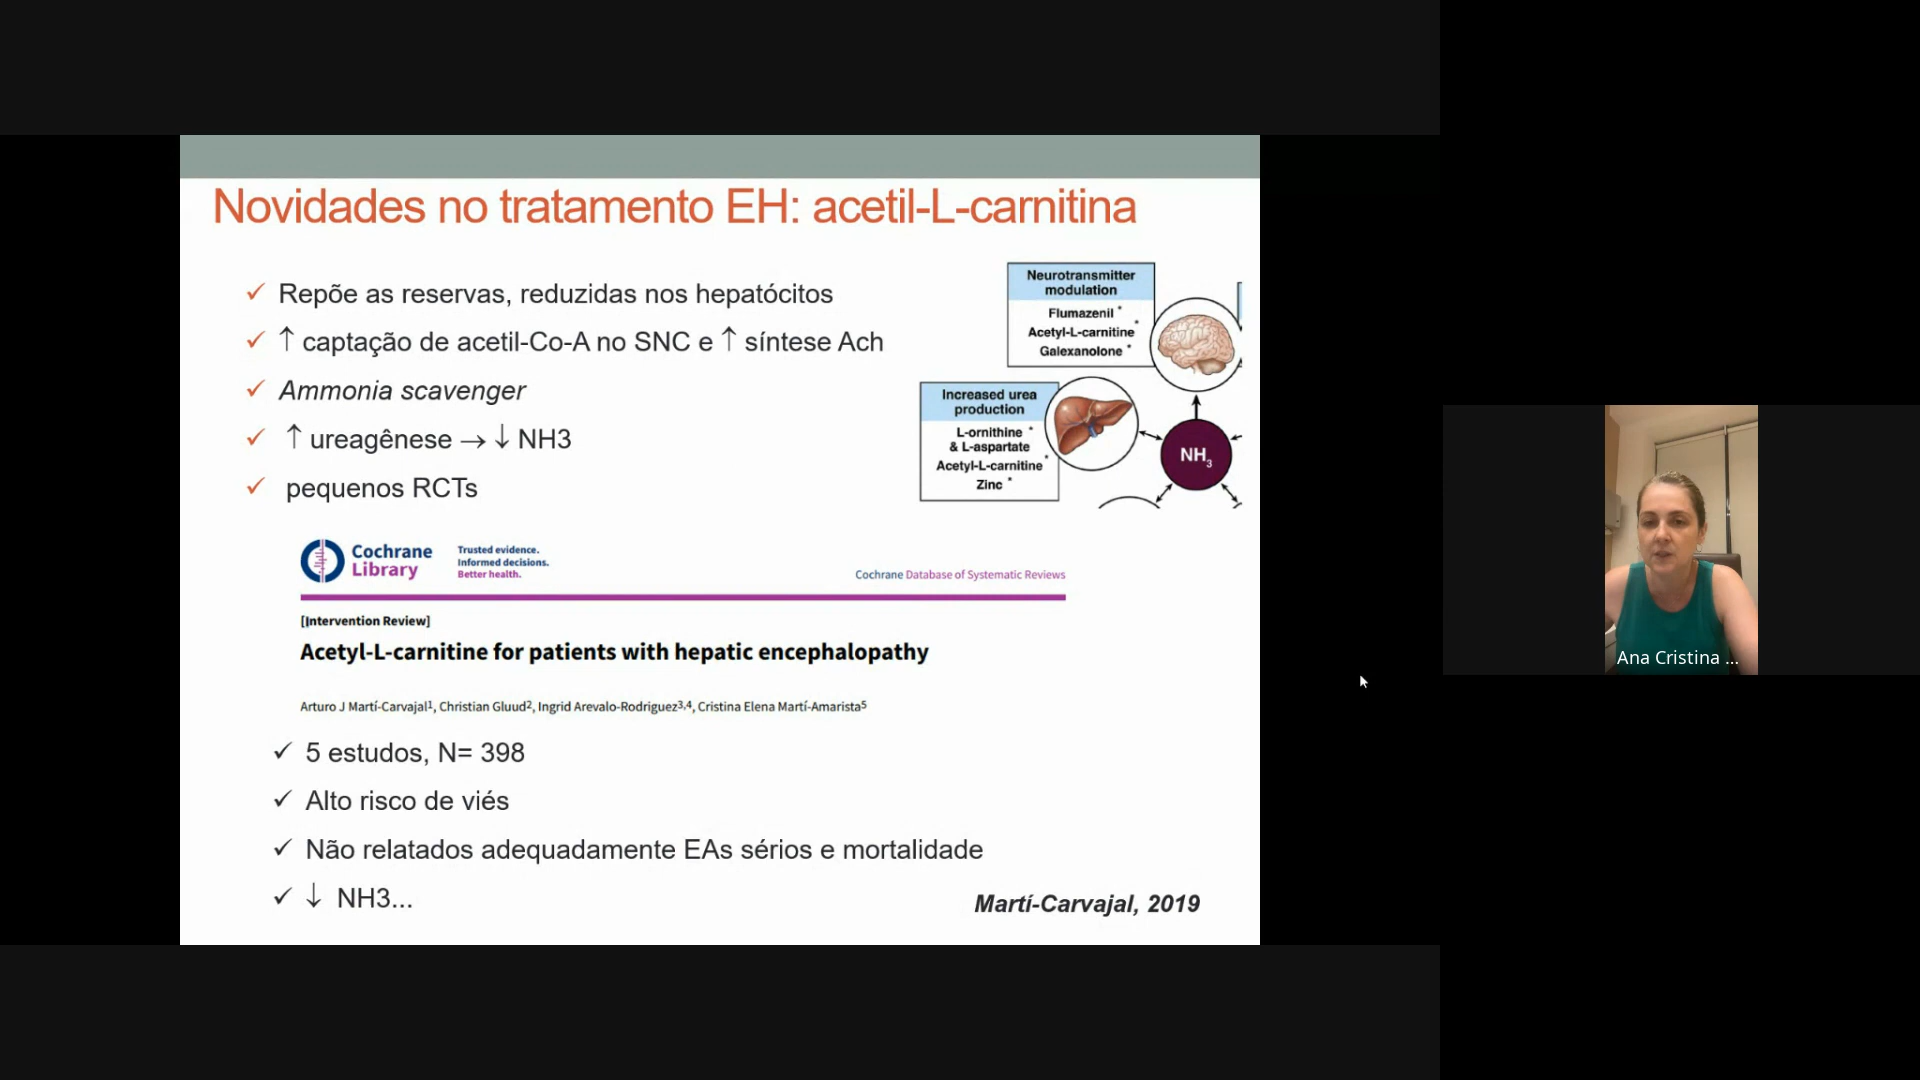 Novidades no tratamento EH: acetil-L-carnitina
✓ Repõe as reservas, reduzidas nos hepatócitos
✓ ↑ captação de acetil-Co-A no SNC e ↑ síntese Ach
✓ Ammonia scavenger
✓ ↑ ureagênese → ↓ NH3
✓ pequenos RCTs
Neurotransmitter
modulation
Flumazenil *
Acetyl-L-carnitine *
Galexanolone *
Increased urea
production
L-ornithine *
& L-aspartate
Acetyl-L-carnitine *
Zinc *
NH3
Cochrane
Library
Trusted evidence.
Informed decisions.
Better health.
Cochrane Database of Systematic Reviews
[Intervention Review]
Acetyl-L-carnitine for patients with hepatic encephalopathy
Arturo J Martí-Carvajal1, Christian Gluud2, Ingrid Arevalo-Rodriguez3,4, Cristina Elena Martí-Amarista5
✓ 5 estudos, N= 398
✓ Alto risco de viés
✓ Não relatados adequadamente EAs sérios e mortalidade
✓ ↓ NH3...
Martí-Carvajal, 2019
Ana Cristina ...